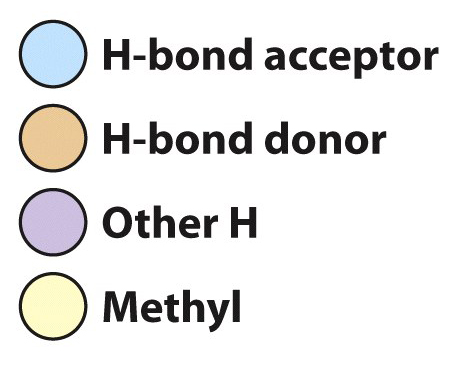 H-bond acceptor
H-bond donor
Other H
Methyl